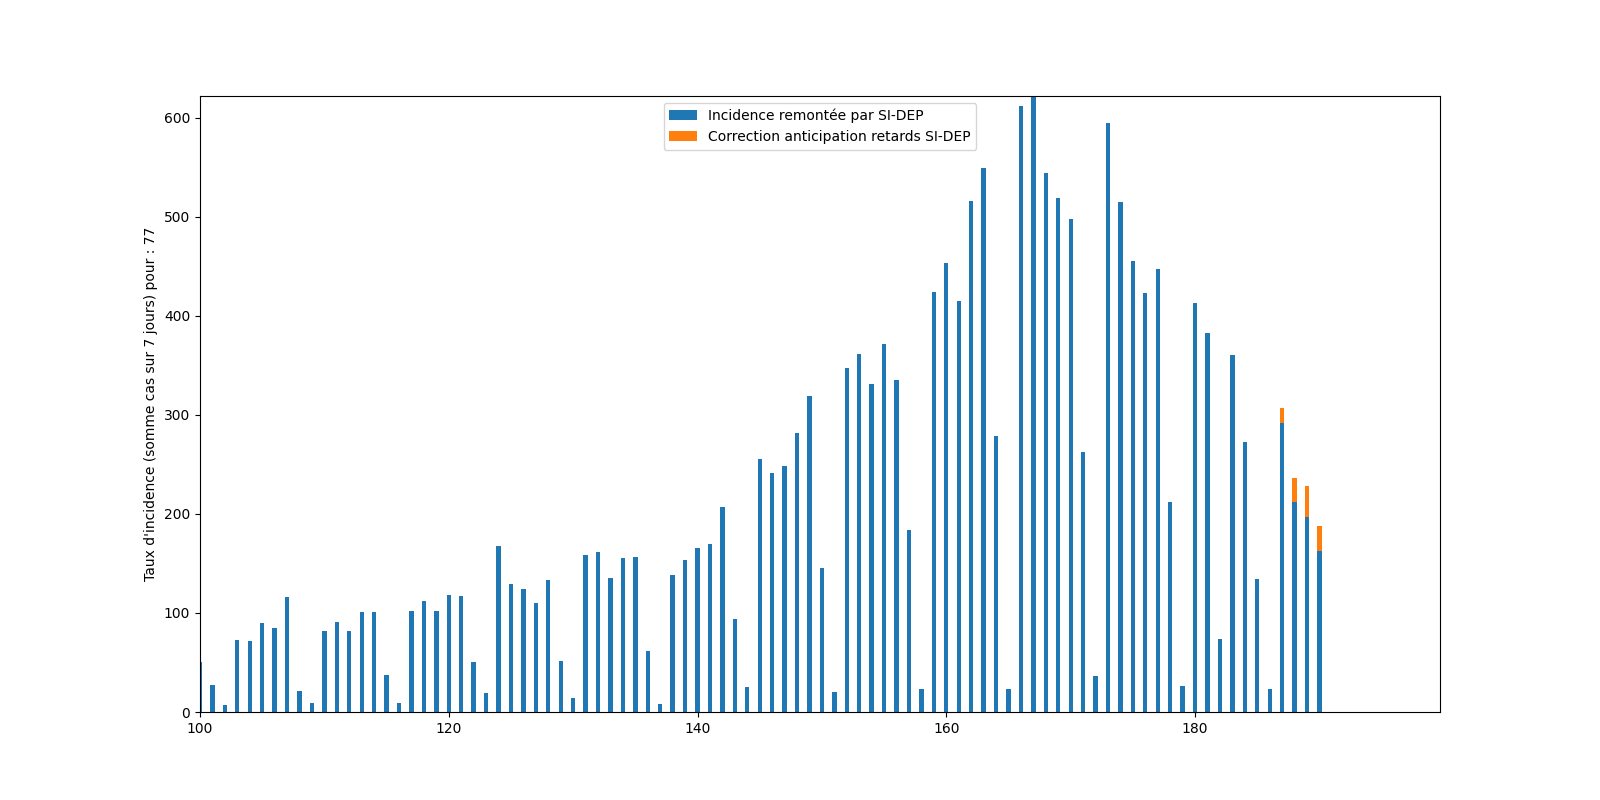 Incidence remontée par SI-DEP
Correction anticipation retards SI-DEP
Taux d'incidence (somme cas sur 7 jours) pour : 77
600
500
400
300
200
100
0
100 120 140 160 180